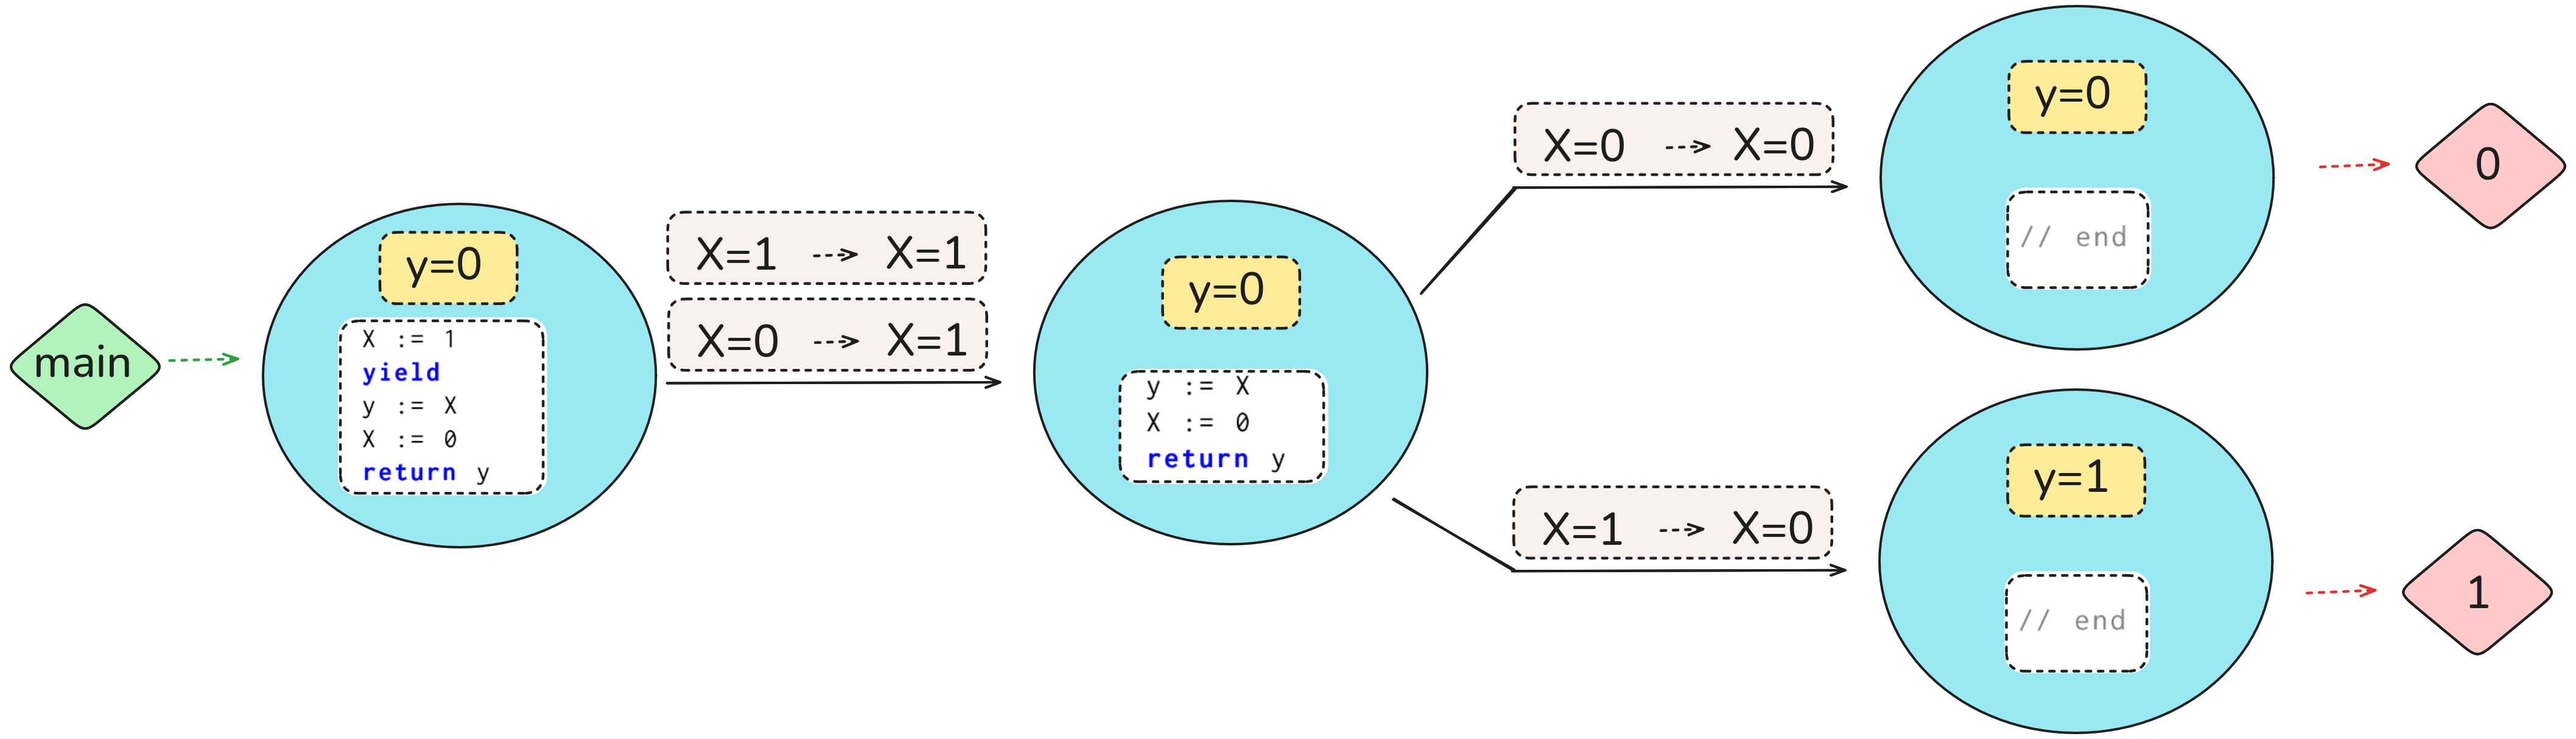 main
y=0
X := 1
yield
y := X
X := 0
return y
X=1 --> X=1
X=0 --> X=1
y=0
y := X
X := 0
return y
X=0 --> X=0
y=0
// end
0
X=1 --> X=0
y=1
// end
1